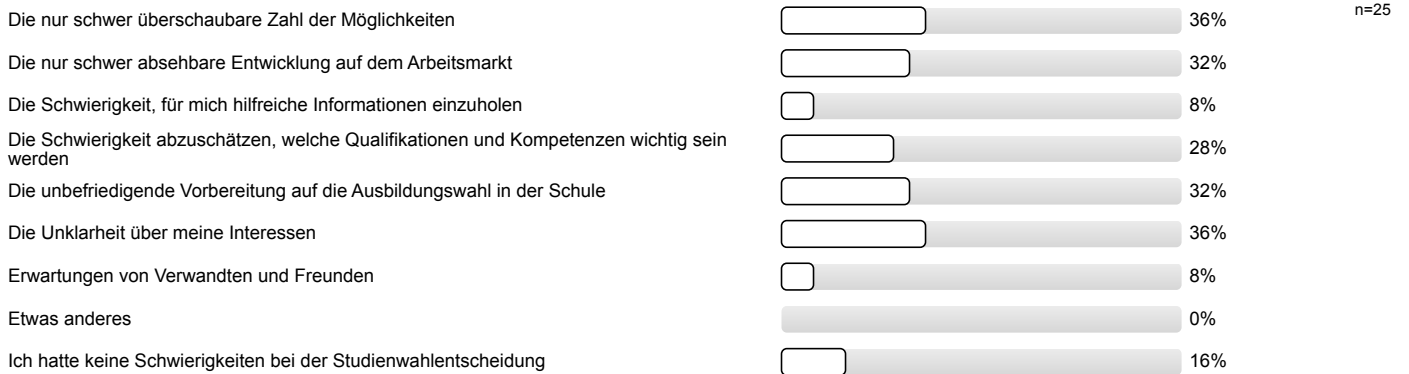 Die nur schwer überschaubare Zahl der Möglichkeiten 36% n=25
Die nur schwer absehbare Entwicklung auf dem Arbeitsmarkt 32%
Die Schwierigkeit, für mich hilfreiche Informationen einzuholen 8%
Die Schwierigkeit abzuschätzen, welche Qualifikationen und Kompetenzen wichtig sein
werden 28%
Die unbefriedigende Vorbereitung auf die Ausbildungswahl in der Schule 32%
Die Unklarheit über meine Interessen 36%
Erwartungen von Verwandten und Freunden 8%
Etwas anderes 0%
Ich hatte keine Schwierigkeiten bei der Studienwahlentscheidung 16%